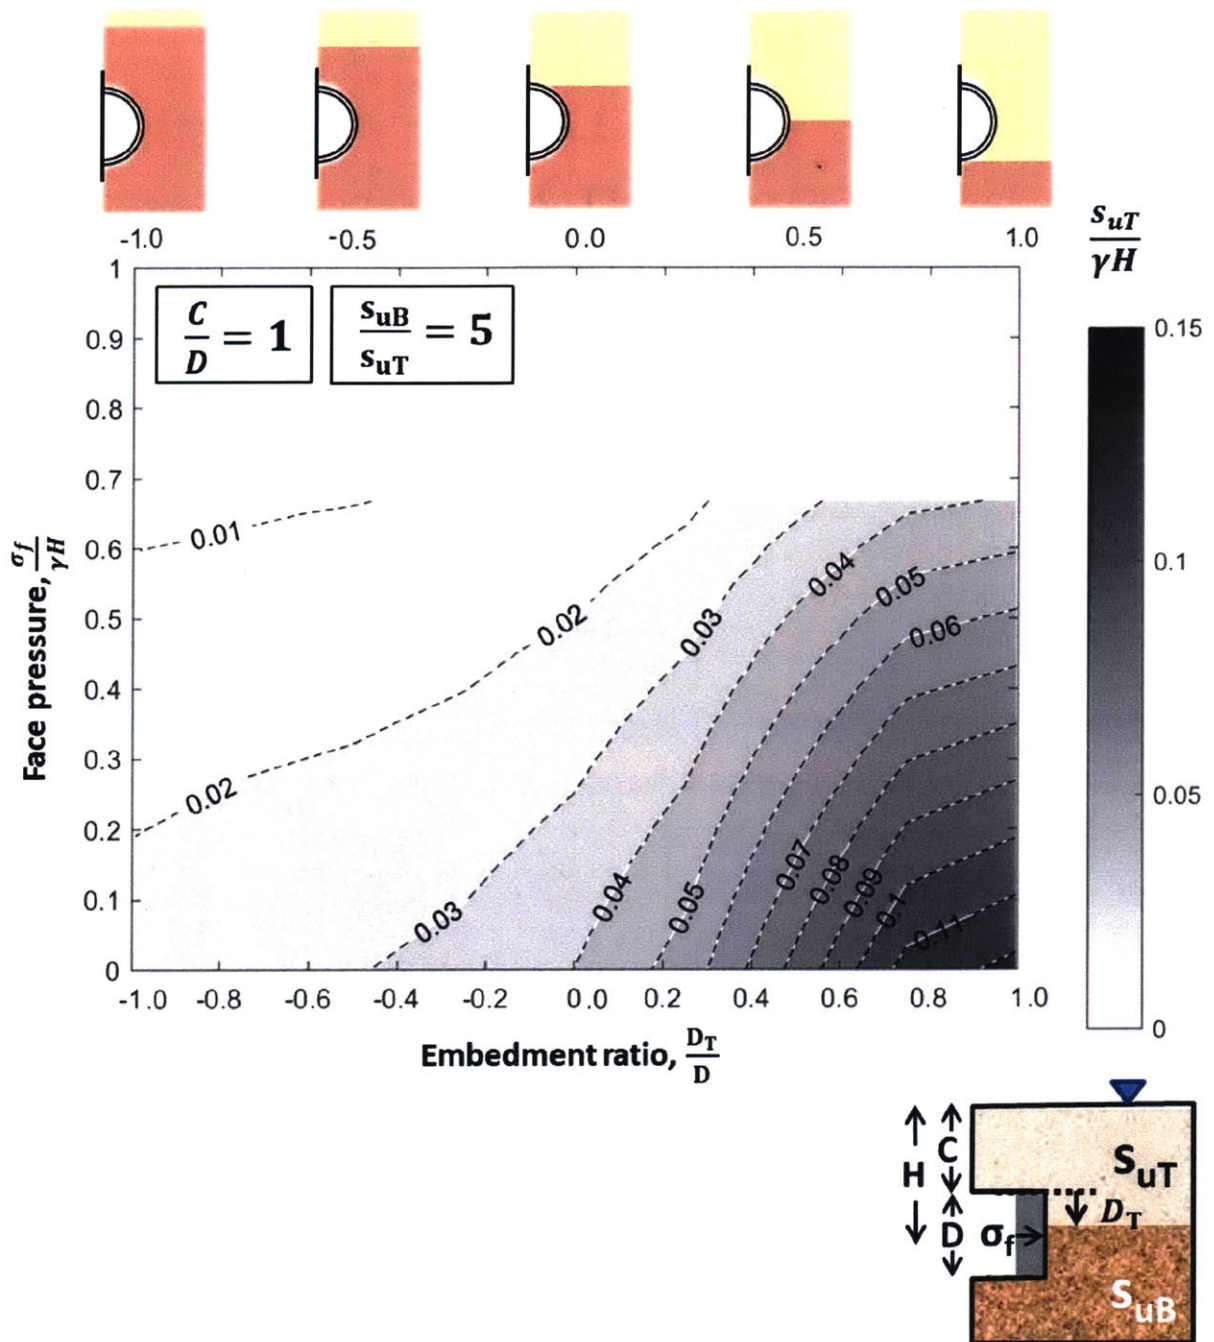 -1.0 -0.5 0.0 0.5 1.0
s_uT / γH
1
C/D = 1
s_uB / s_uT = 5
0.9
0.8
0.7
0.6
0.5
0.4
0.3
0.2
0.1
0
Face pressure, σ_f / γH
0.01
0.02
0.02
0.03
0.04
0.05
0.06
0.03
0.04
0.05
0.07
0.08
0.09
0.1
0.11
0.15
0.1
0.05
0
-1.0 -0.8 -0.6 -0.4 -0.2 0.0 0.2 0.4 0.6 0.8 1.0
Embedment ratio, D_T / D
H
C
D
σ_f
D_T
S_uT
S_uB